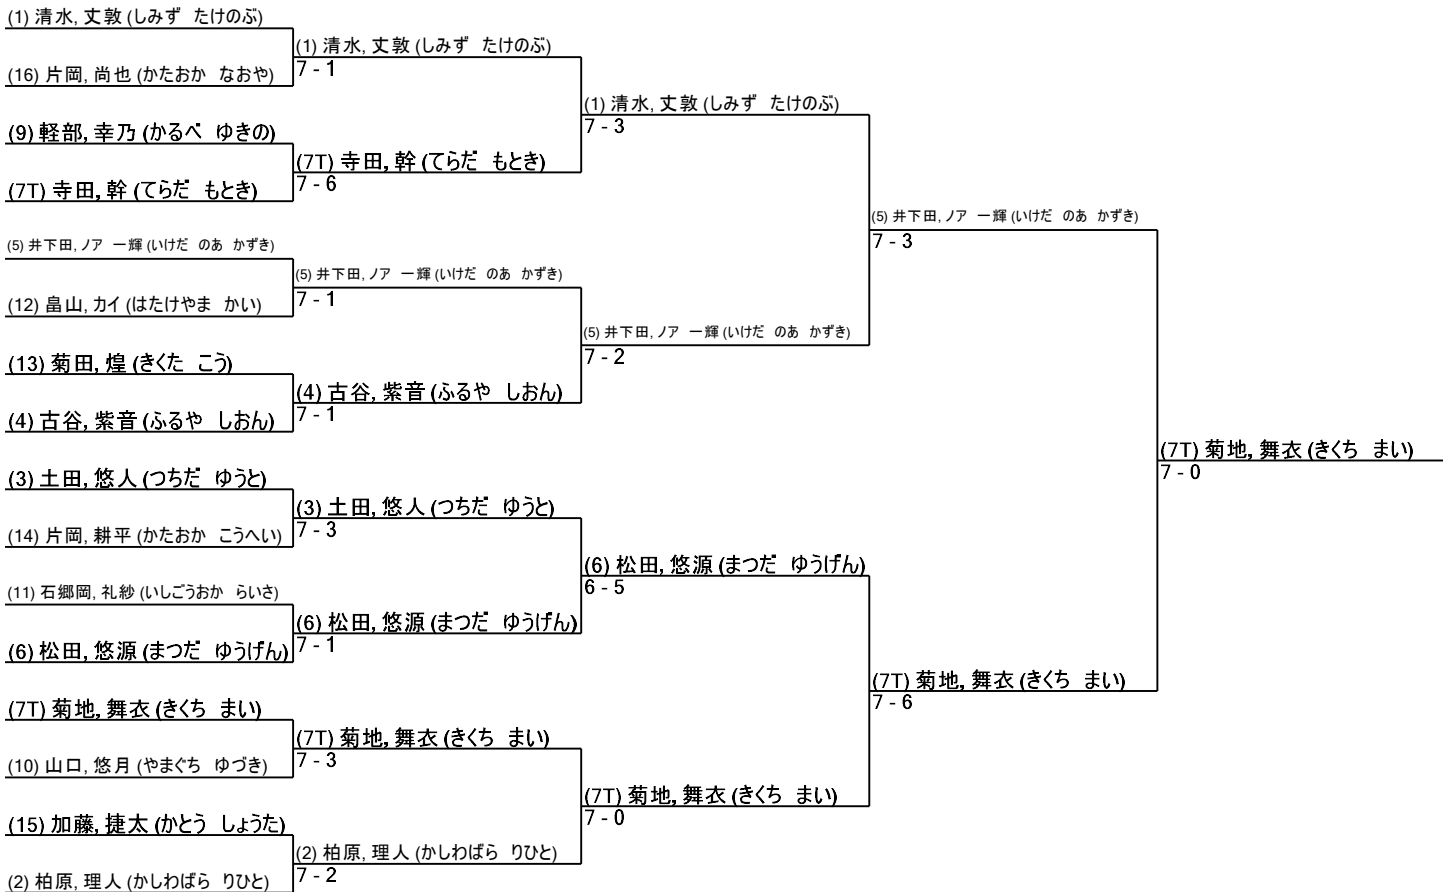 (1) 清水, 丈敦 (しみず　たけのぶ)
(16) 片岡, 尚也 (かたおか　なおや)
(9) 軽部, 幸乃 (かるべ　ゆきの)
(7T) 寺田, 幹 (てらだ　もとき)
(5) 井下田, ノア　一輝 (いけだ　のあ　かずき)
(12) 畠山, カイ (はたけやま　かい)
(13) 菊田, 煌 (きくた　こう)
(4) 古谷, 紫音 (ふるや　しおん)
(3) 土田, 悠人 (つちだ　ゆうと)
(14) 片岡, 耕平 (かたおか　こうへい)
(11) 石郷岡, 礼紗 (いしごうおか　らいさ)
(6) 松田, 悠源 (まつだ　ゆうげん)
(7T) 菊地, 舞衣 (きくち　まい)
(10) 山口, 悠月 (やまぐち　ゆづき)
(15) 加藤, 捷太 (かとう　しょうた)
(2) 柏原, 理人 (かしわばら　りひと)
(1) 清水, 丈敦 (しみず　たけのぶ)
7 - 1
(7T) 寺田, 幹 (てらだ　もとき)
7 - 6
(5) 井下田, ノア　一輝 (いけだ　のあ　かずき)
7 - 1
(4) 古谷, 紫音 (ふるや　しおん)
7 - 1
(3) 土田, 悠人 (つちだ　ゆうと)
7 - 3
(6) 松田, 悠源 (まつだ　ゆうげん)
7 - 1
(7T) 菊地, 舞衣 (きくち　まい)
7 - 3
(2) 柏原, 理人 (かしわばら　りひと)
7 - 2
(1) 清水, 丈敦 (しみず　たけのぶ)
7 - 3
(5) 井下田, ノア　一輝 (いけだ　のあ　かずき)
7 - 2
(6) 松田, 悠源 (まつだ　ゆうげん)
6 - 5
(7T) 菊地, 舞衣 (きくち　まい)
7 - 0
(5) 井下田, ノア　一輝 (いけだ　のあ　かずき)
7 - 3
(7T) 菊地, 舞衣 (きくち　まい)
7 - 6
(7T) 菊地, 舞衣 (きくち　まい)
7 - 0